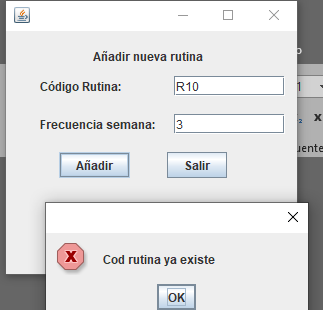 Añadir nueva rutina
Código Rutina: R10
Frecuencia semana: 3
Añadir Salir
Cod rutina ya existe
OK